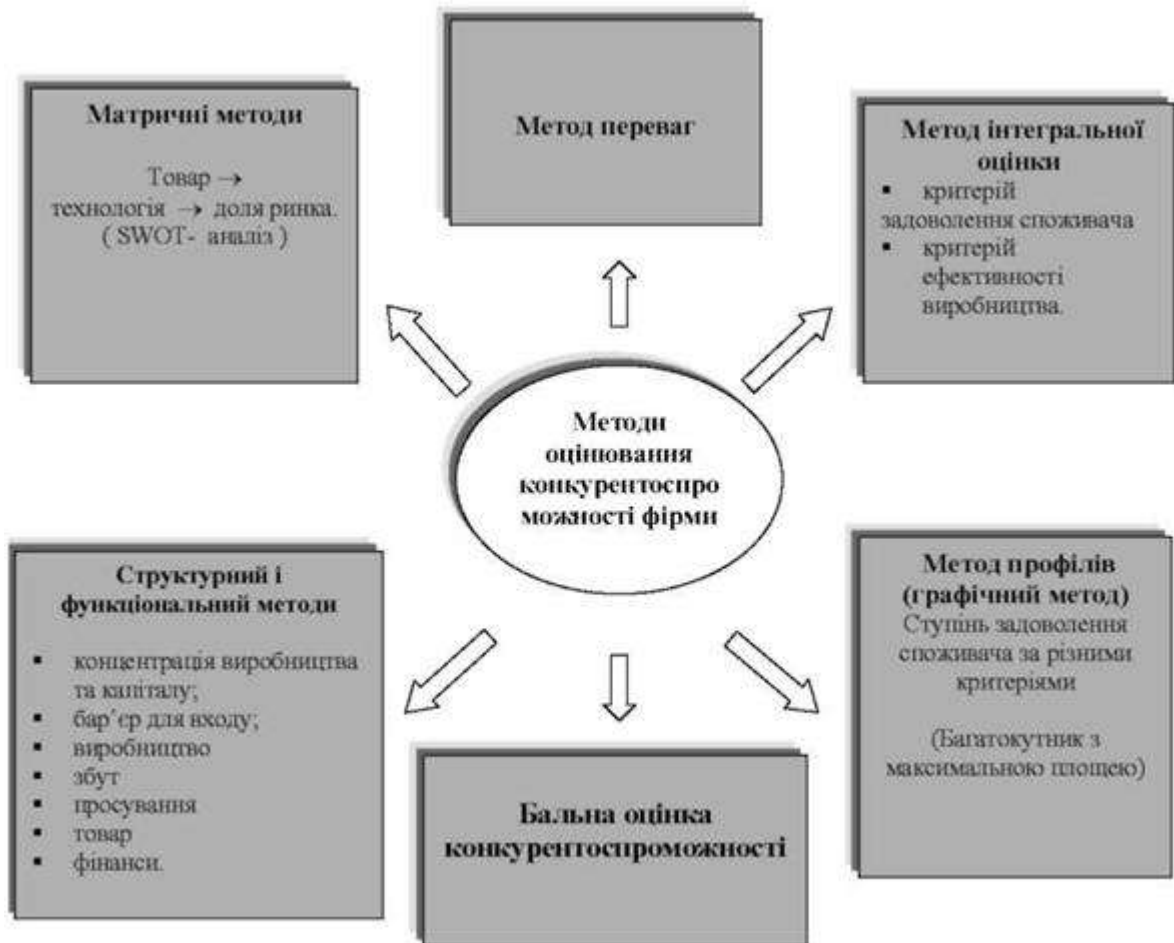 Матричні методи
Товар →
технологія → доля ринка.
( SWOT- аналіз )
Метод переваг
Метод інтегральної
оцінки
▪ критерій
задоволення споживача
▪ критерій
ефективності
виробництва.
Методи
оцінювання
конкурентоспро
можності фірми
Структурний і
функціональний методи
▪ концентрація виробництва
та капіталу;
▪ бар’єр для входу;
▪ виробництво
▪ збут
▪ просування
▪ товар
▪ фінанси.
Бальна оцінка
конкурентоспроможності
Метод профілів
(графічний метод)
Ступінь задоволення
споживача за різними
критеріями
(Багатокутник з
максимальною площею)